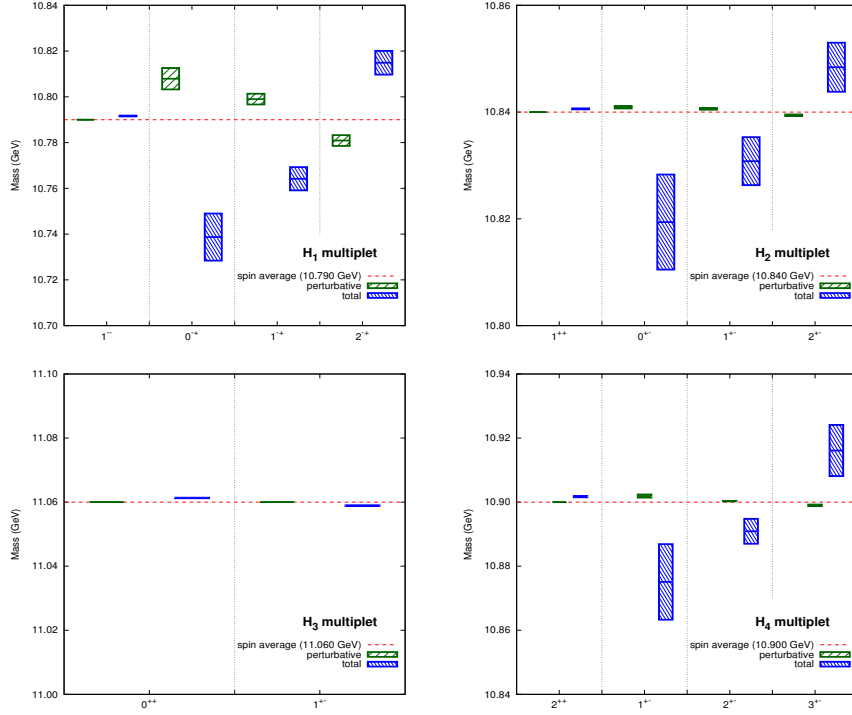 10.84
10.82
10.80
10.78
10.76
10.74
10.72
10.70
Mass (GeV)
H₁ multiplet
spin average (10.790 GeV)
perturbative
total
1⁻⁻
0⁻⁺
1⁻⁺
2⁻⁺
10.86
10.84
10.82
10.80
Mass (GeV)
H₂ multiplet
spin average (10.840 GeV)
perturbative
total
1⁺⁺
0⁺⁻
1⁺⁻
2⁺⁻
11.10
11.08
11.06
11.04
11.02
11.00
Mass (GeV)
H₃ multiplet
spin average (11.060 GeV)
perturbative
total
0⁺⁺
1⁺⁻
10.94
10.92
10.90
10.88
10.86
10.84
Mass (GeV)
H₄ multiplet
spin average (10.900 GeV)
perturbative
total
2⁺⁺
1⁺⁻
2⁺⁻
3⁺⁻